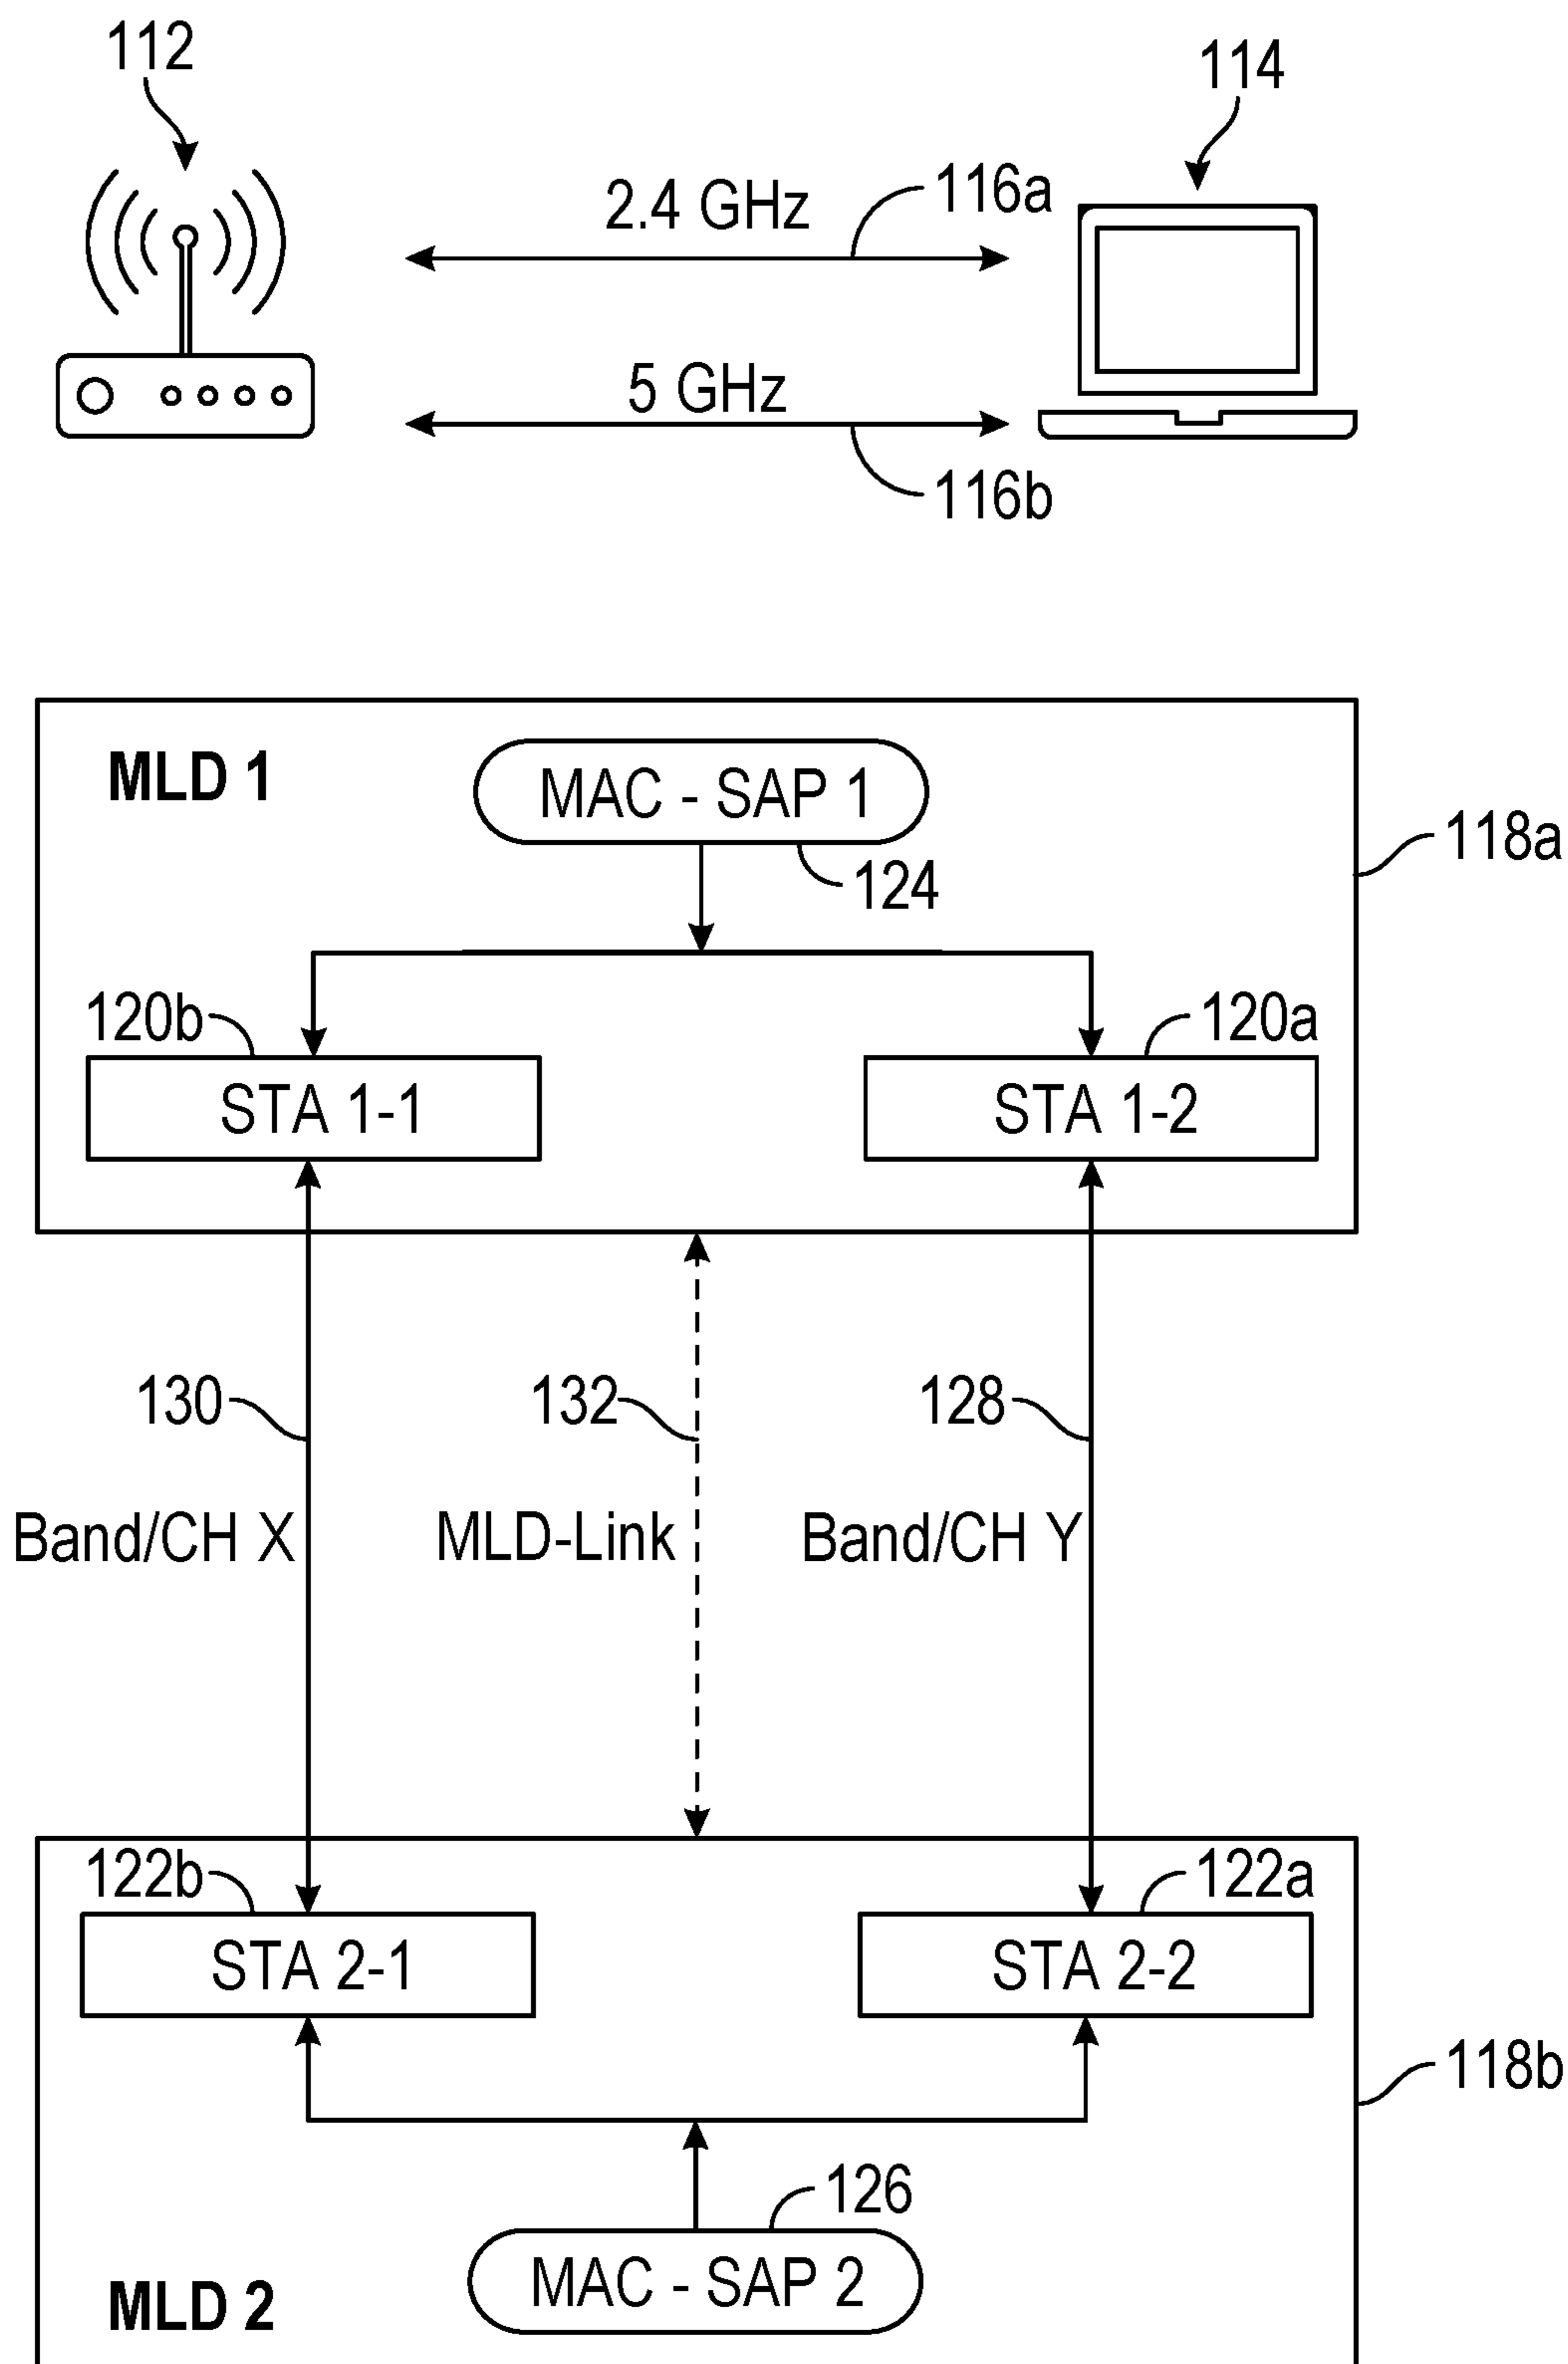 112
114
2.4 GHz
116a
5 GHz
116b
MLD 1
MAC - SAP 1
118a
124
120b
120a
STA 1-1
STA 1-2
130
132
128
Band/CH X
MLD-Link
Band/CH Y
122b
122a
STA 2-1
STA 2-2
118b
126
MAC - SAP 2
MLD 2